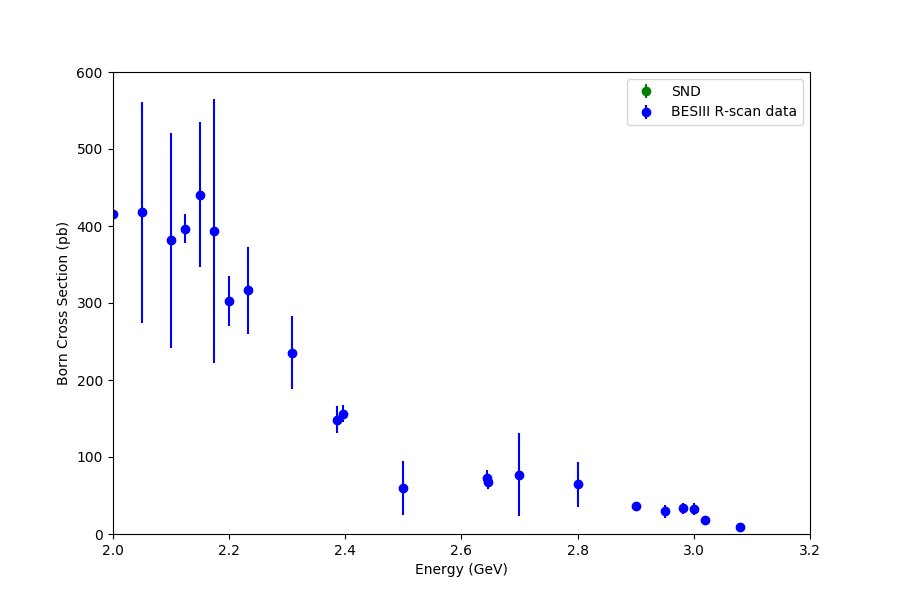 600
500
400
300
200
100
0
Born Cross Section (pb)
SND
BESIII R-scan data
2.0 2.2 2.4 2.6 2.8 3.0 3.2
Energy (GeV)